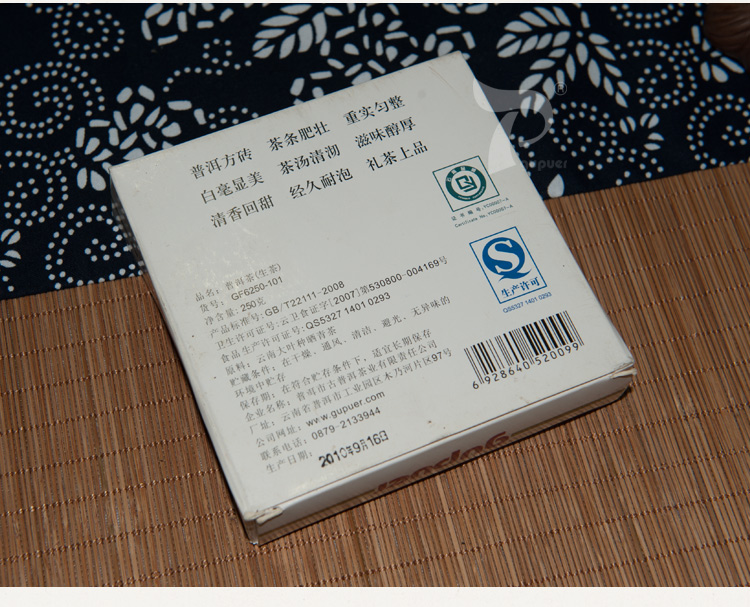 普洱方砖 茶条肥壮 重实匀整
白毫显美 茶汤清沏 滋味醇厚
清香回甜 经久耐泡 礼茶上品
证书编号:YC00007-A
Certificate No.:YC00007-A
生产许可
QS5327 1401 0293
品名:普洱茶(生茶)
货号:GF6250-101
净含量:250克
产品标准号:GB/T22111-2008
卫生许可证号:云卫食证字[2007]第530800-004169号
食品生产许可证号:QS5327 1401 0293
原料:云南大叶种晒青茶
贮藏条件:在干燥、通风、清洁、避光、无异味的
环境中贮存
保存期:在符合贮存条件下,适宜长期保存
企业名称:普洱市古普洱茶业有限责任公司
厂址:云南省普洱市工业园区木乃河片区97号
公司网址:www.gupuer.com
联系电话:0879-2133944
生产日期:
2010年9月16日
6 928640 520099
gupuer
®